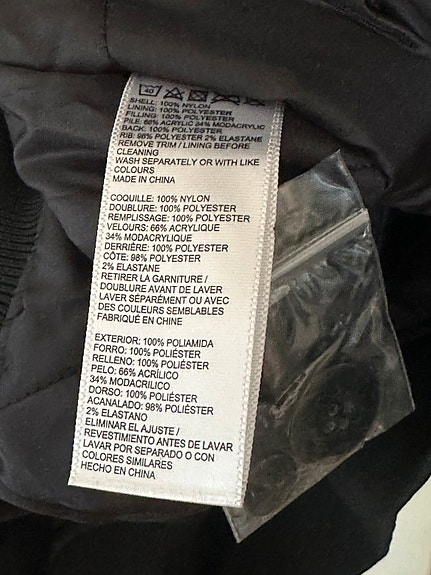 40
SHELL: 100% NYLON
LINING: 100% POLYESTER
FILLING: 100% POLYESTER
PILE: 66% ACRYLIC 34% MODACRYLIC
BACK: 100% POLYESTER
RIB: 98% POLYESTER 2% ELASTANE
REMOVE TRIM / LINING BEFORE
CLEANING
WASH SEPARATELY OR WITH LIKE
COLOURS
MADE IN CHINA
COQUILLE: 100% NYLON
DOUBLURE: 100% POLYESTER
REMPLISSAGE: 100% POLYESTER
VELOURS: 66% ACRYLIQUE
34% MODACRYLIQUE
DERRIÈRE: 100% POLYESTER
CÔTE: 98% POLYESTER
2% ELASTANE
RETIRER LA GARNITURE /
DOUBLURE AVANT DE LAVER
LAVER SÉPARÉMENT OU AVEC
DES COULEURS SEMBLABLES
FABRIQUÉ EN CHINE
EXTERIOR: 100% POLIAMIDA
FORRO: 100% POLIÉSTER
RELLENO: 100% POLIÉSTER
PELO: 66% ACRÍLICO
34% MODACRILICO
DORSO: 100% POLIÉSTER
ACANALADO: 98% POLIÉSTER
2% ELASTANO
ELIMINAR EL AJUSTE /
REVESTIMIENTO ANTES DE LAVAR
LAVAR POR SEPARADO O CON
COLORES SIMILARES
HECHO EN CHINA